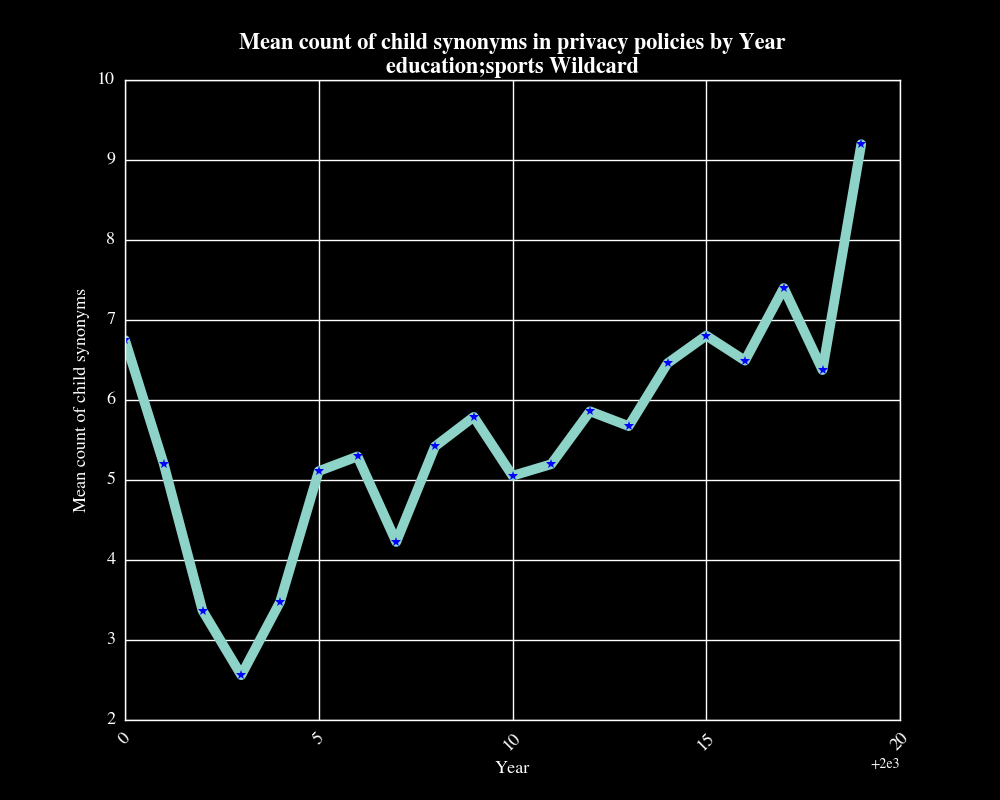 Mean count of child synonyms in privacy policies by Year
education;sports Wildcard
10
9
8
7
6
5
4
3
2
Mean count of child synonyms
0 5 10 15 20
Year
+2e3